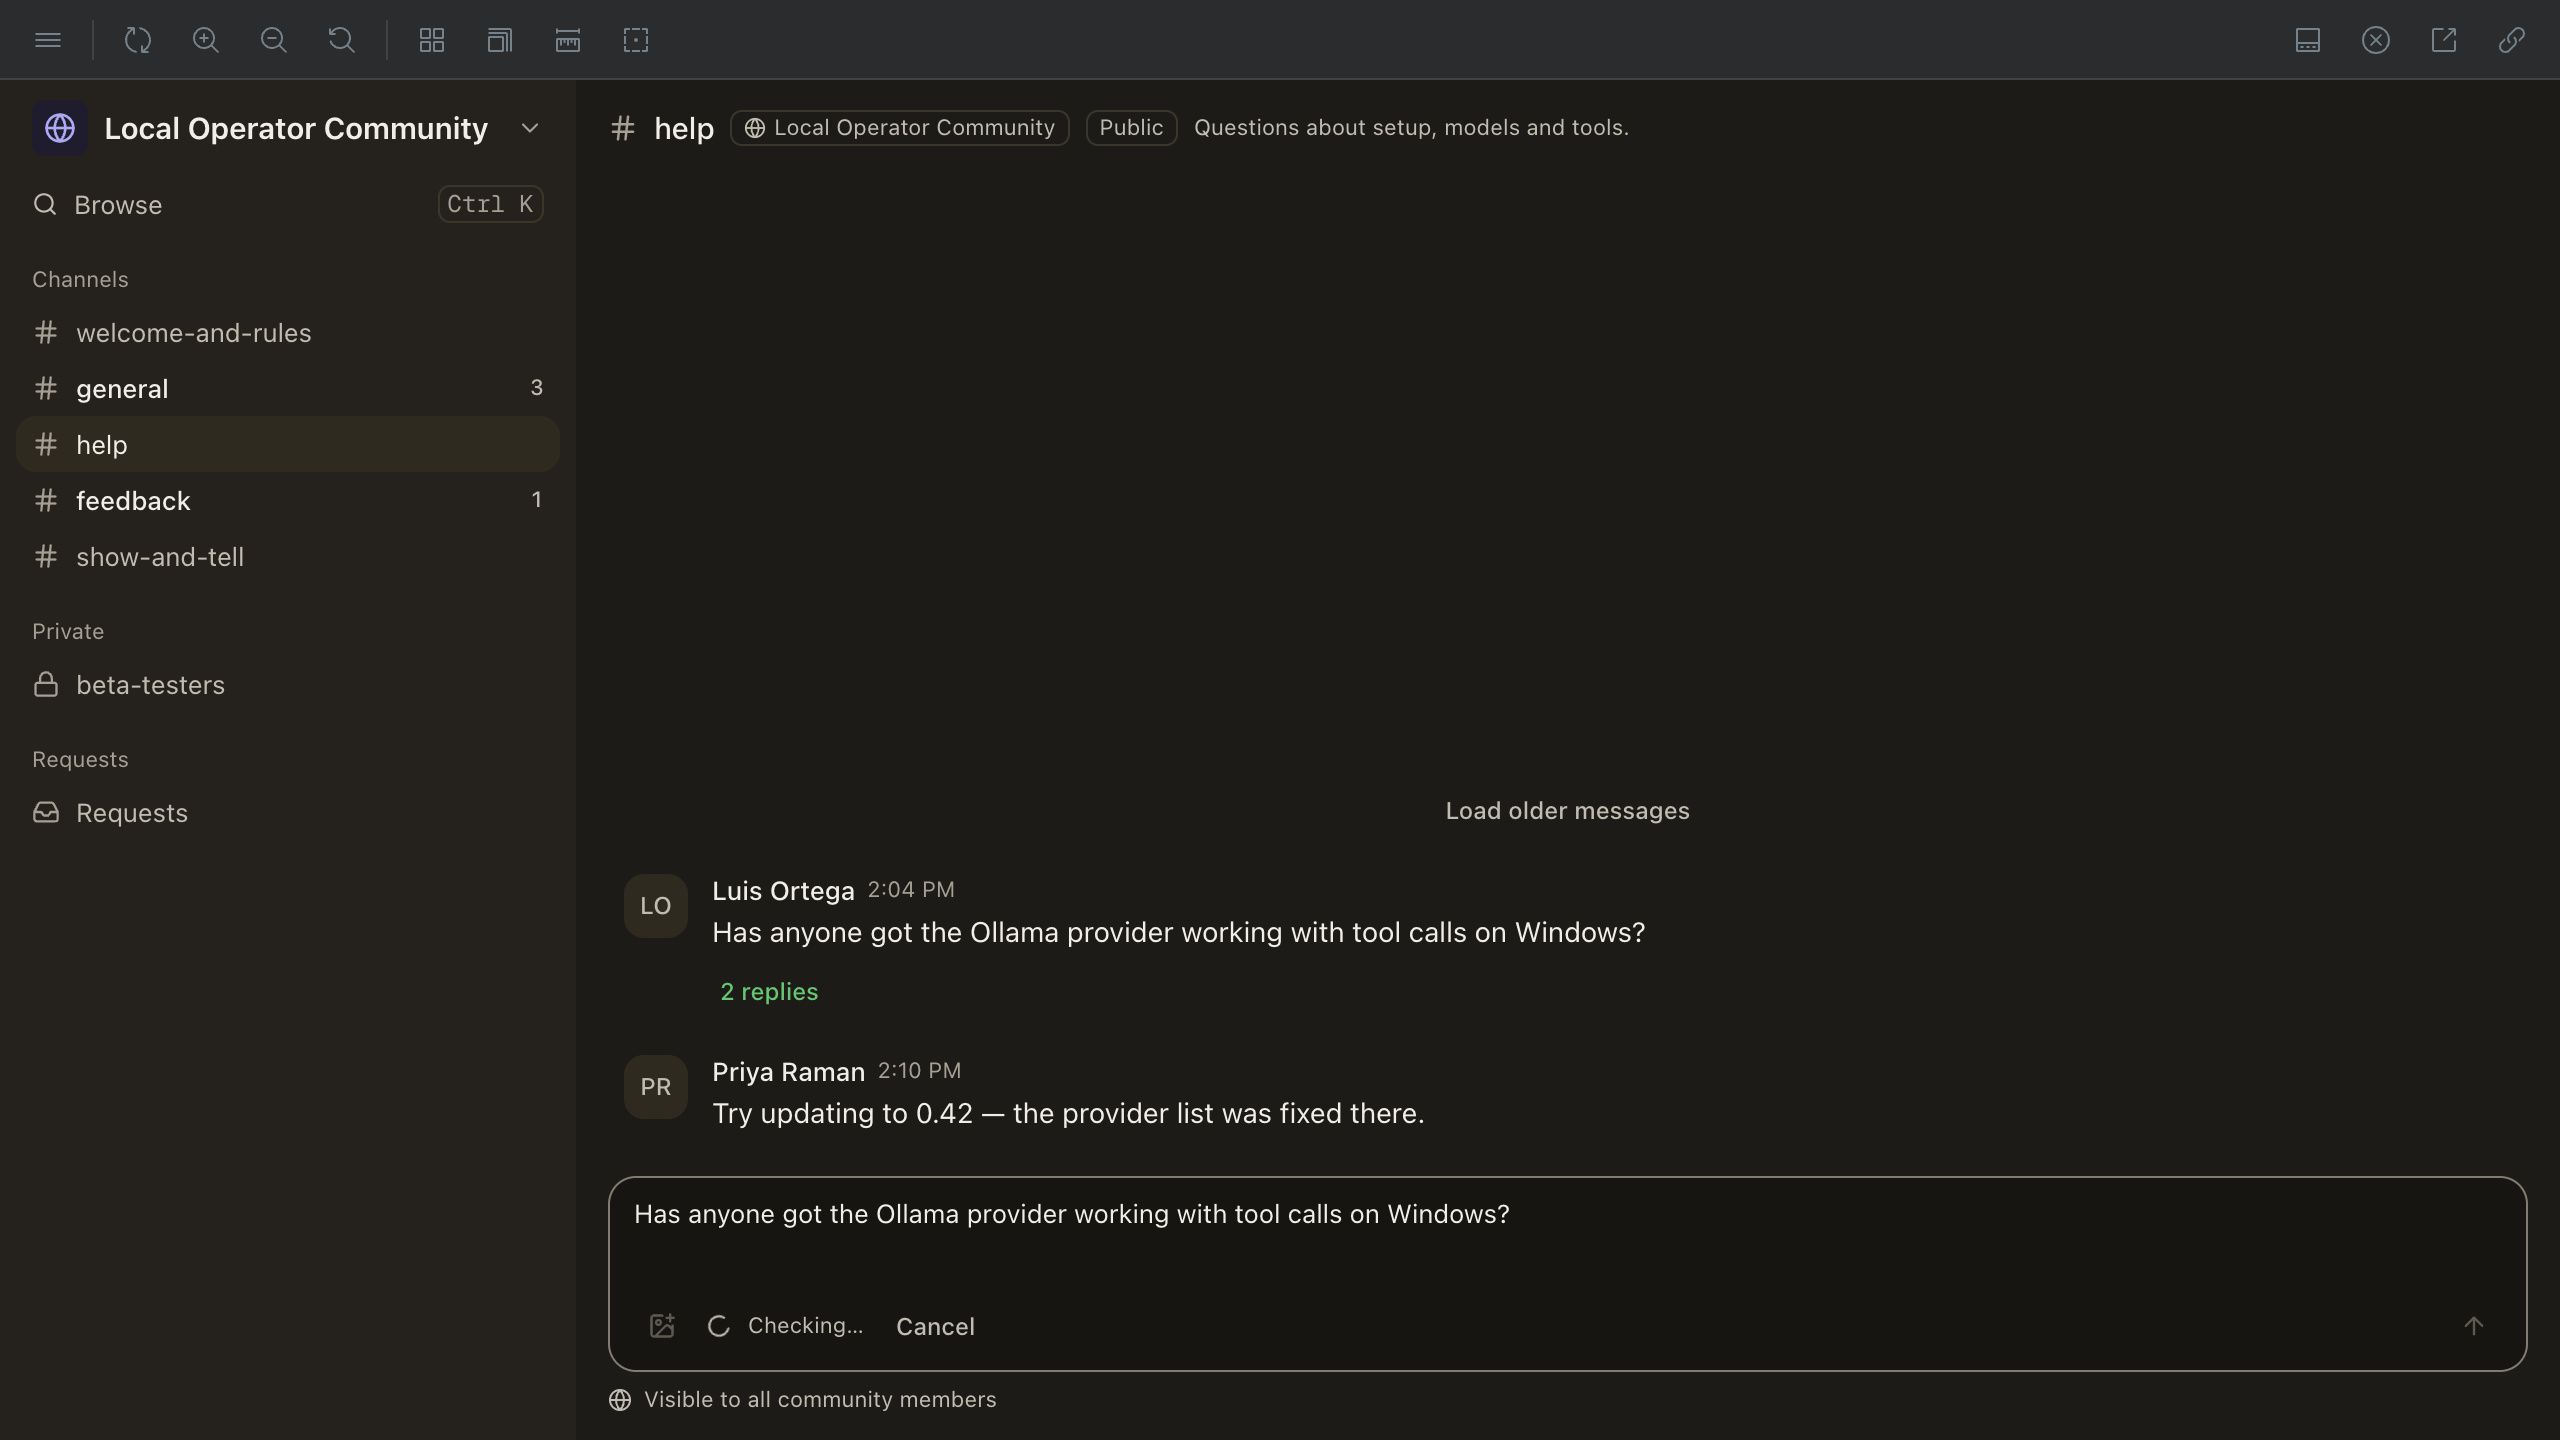 Local Operator Community
Browse
Ctrl K
Channels
welcome-and-rules
general
3
help
feedback
1
show-and-tell
Private
beta-testers
Requests
Requests
help
Local Operator Community
Public
Questions about setup, models and tools.
Load older messages
LO
Luis Ortega 2:04 PM
Has anyone got the Ollama provider working with tool calls on Windows?
2 replies
PR
Priya Raman 2:10 PM
Try updating to 0.42 — the provider list was fixed there.
Has anyone got the Ollama provider working with tool calls on Windows?
Checking...
Cancel
Visible to all community members